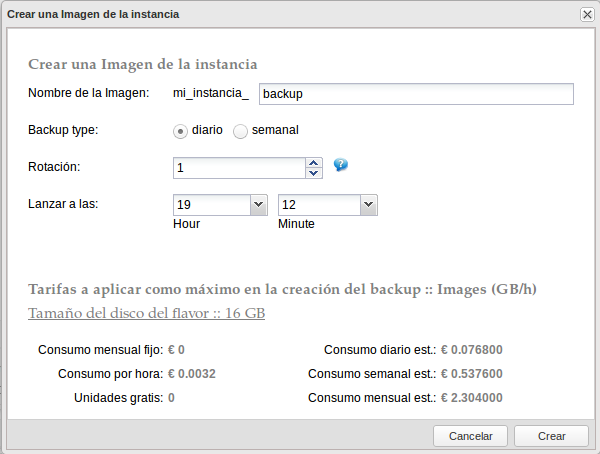 Crear una Imagen de la instancia
Crear una Imagen de la instancia
Nombre de la Imagen: mi_instancia_ backup
Backup type: diario semanal
Rotación: 1 ?
Lanzar a las: 19 12
Hour Minute
Tarifas a aplicar como máximo en la creación del backup :: Images (GB/h)
Tamaño del disco del flavor :: 16 GB
Consumo mensual fijo: € 0 Consumo diario est.: € 0.076800
Consumo por hora: € 0.0032 Consumo semanal est.: € 0.537600
Unidades gratis: 0 Consumo mensual est.: € 2.304000
Cancelar Crear